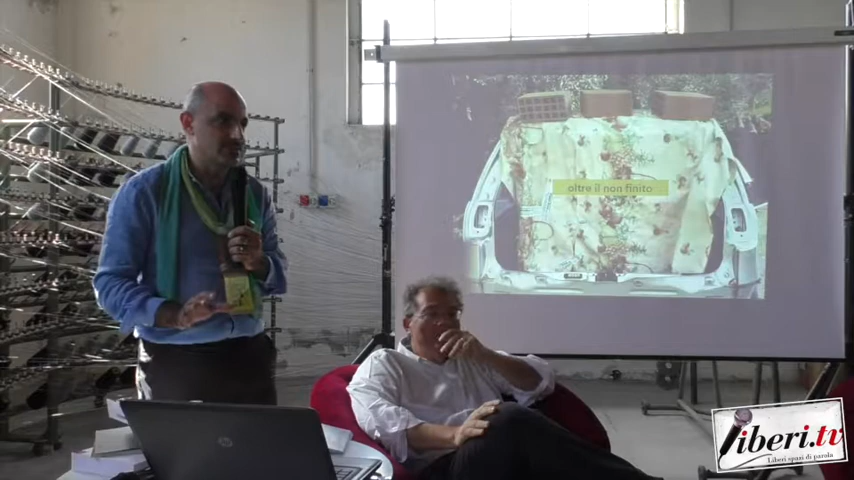 oltre il non finito
liberi.tv
Liberi spazi di parola